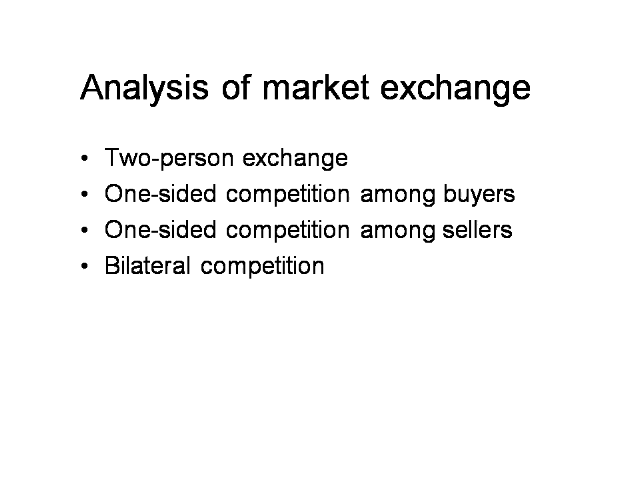 Analysis of market exchange
• Two-person exchange
• One-sided competition among buyers
• One-sided competition among sellers
• Bilateral competition